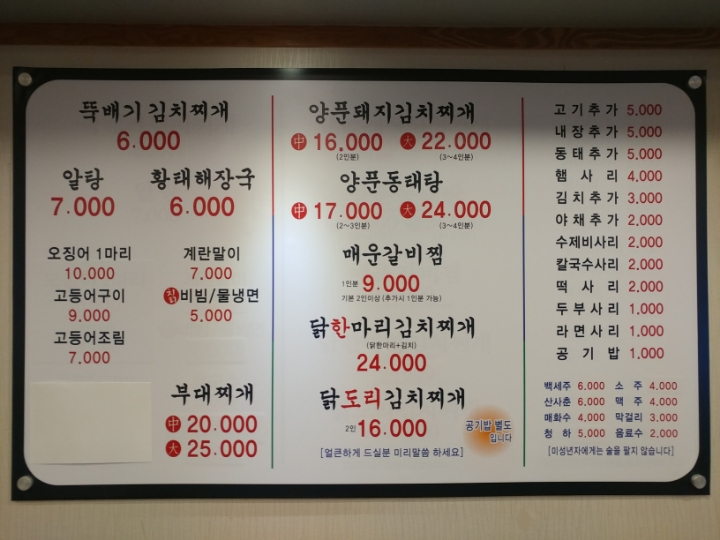 뚝배기 김치찌개
6.000
알탕 황태해장국
7.000 6.000
오징어 1마리 계란말이
10.000 7.000
고등어구이 비빔/물냉면
9.000 5.000
고등어조림
7.000
부대찌개
中 20.000
大 25.000
양푼돼지김치찌개
中 16.000 大 22.000
(2인분) (3~4인분)
양푼동태탕
中 17.000 大 24.000
(2~3인분) (3~4인분)
매운갈비찜
1인분 9.000
기본 2인이상 (추가시 1인분 가능)
닭한마리김치찌개
(닭한마리+김치)
24.000
닭도리김치찌개
2인 16.000
[얼큰하게 드실분 미리말씀 하세요]
공기밥 별도
입니다
고기추가 5.000
내장추가 5.000
동태추가 5.000
햄사리 4.000
김치추가 3.000
야채추가 2.000
수제비사리 2.000
칼국수사리 2.000
떡사리 2.000
두부사리 1.000
라면사리 1.000
공기밥 1.000
백세주 6.000 소주 4.000
산사춘 6.000 맥주 4.000
매화수 4.000 막걸리 3.000
청하 5.000 음료수 2.000
[미성년자에게는 술을 팔지 않습니다]